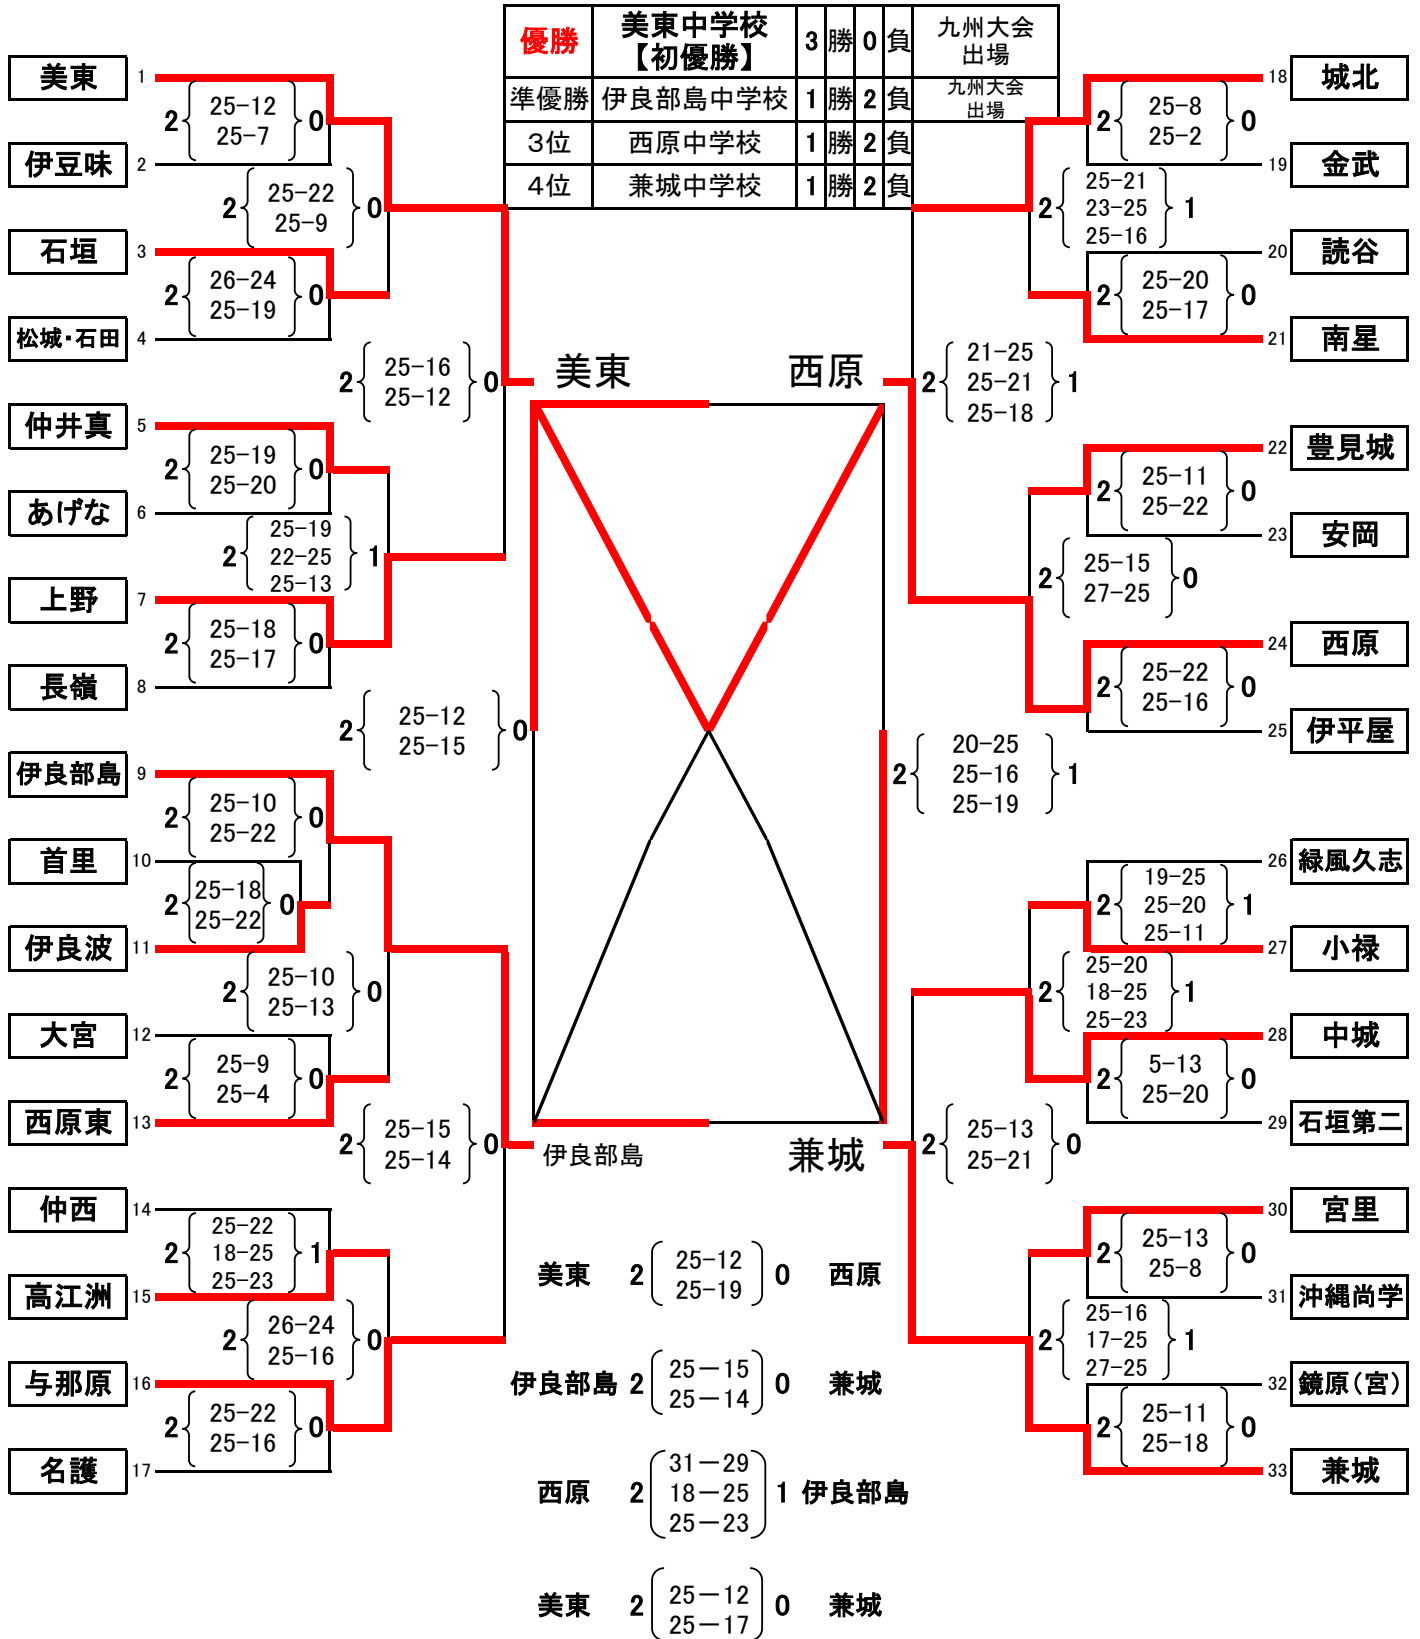 優勝 美東中学校【初優勝】 3 勝 0 負 九州大会出場
準優勝 伊良部島中学校 1 勝 2 負 九州大会出場
3位 西原中学校 1 勝 2 負
4位 兼城中学校 1 勝 2 負
美東 1
2 25-12 0
25-7
伊豆味 2
2 25-22 0
25-9
石垣 3
2 26-24 0
25-19
松城・石田 4
2 25-16 0
25-12
仲井真 5
2 25-19 0
25-20
あげな 6
2 25-19 1
22-25
25-13
上野 7
2 25-18 0
25-17
長嶺 8
2 25-12 0
25-15
伊良部島 9
2 25-10 0
25-22
首里 10
2 25-18 0
25-22
伊良波 11
2 25-10 0
25-13
大宮 12
2 25-9 0
25-4
西原東 13
2 25-15 0
25-14
仲西 14
2 25-22 1
18-25
25-23
高江洲 15
2 26-24 0
25-16
与那原 16
2 25-22 0
25-16
名護 17
美東 西原
伊良部島 兼城
18 城北
2 25-8 0
25-2
19 金武
2 25-21 1
23-25
25-16
20 読谷
2 25-20 0
25-17
21 南星
2 21-25 1
25-21
25-18
22 豊見城
2 25-11 0
25-22
23 安岡
2 25-15 0
27-25
24 西原
2 25-22 0
25-16
25 伊平屋
2 20-25 1
25-16
25-19
26 緑風久志
2 19-25 1
25-20
25-11
27 小禄
2 25-20 1
18-25
25-23
28 中城
2 5-13 0
25-20
29 石垣第二
2 25-13 0
25-21
30 宮里
2 25-13 0
25-8
31 沖縄尚学
2 25-16 1
17-25
27-25
32 鏡原(宮)
2 25-11 0
25-18
33 兼城
美東 2 25-12 0 西原
25-19
伊良部島 2 25-15 0 兼城
25-14
西原 2 31-29 1 伊良部島
18-25
25-23
美東 2 25-12 0 兼城
25-17